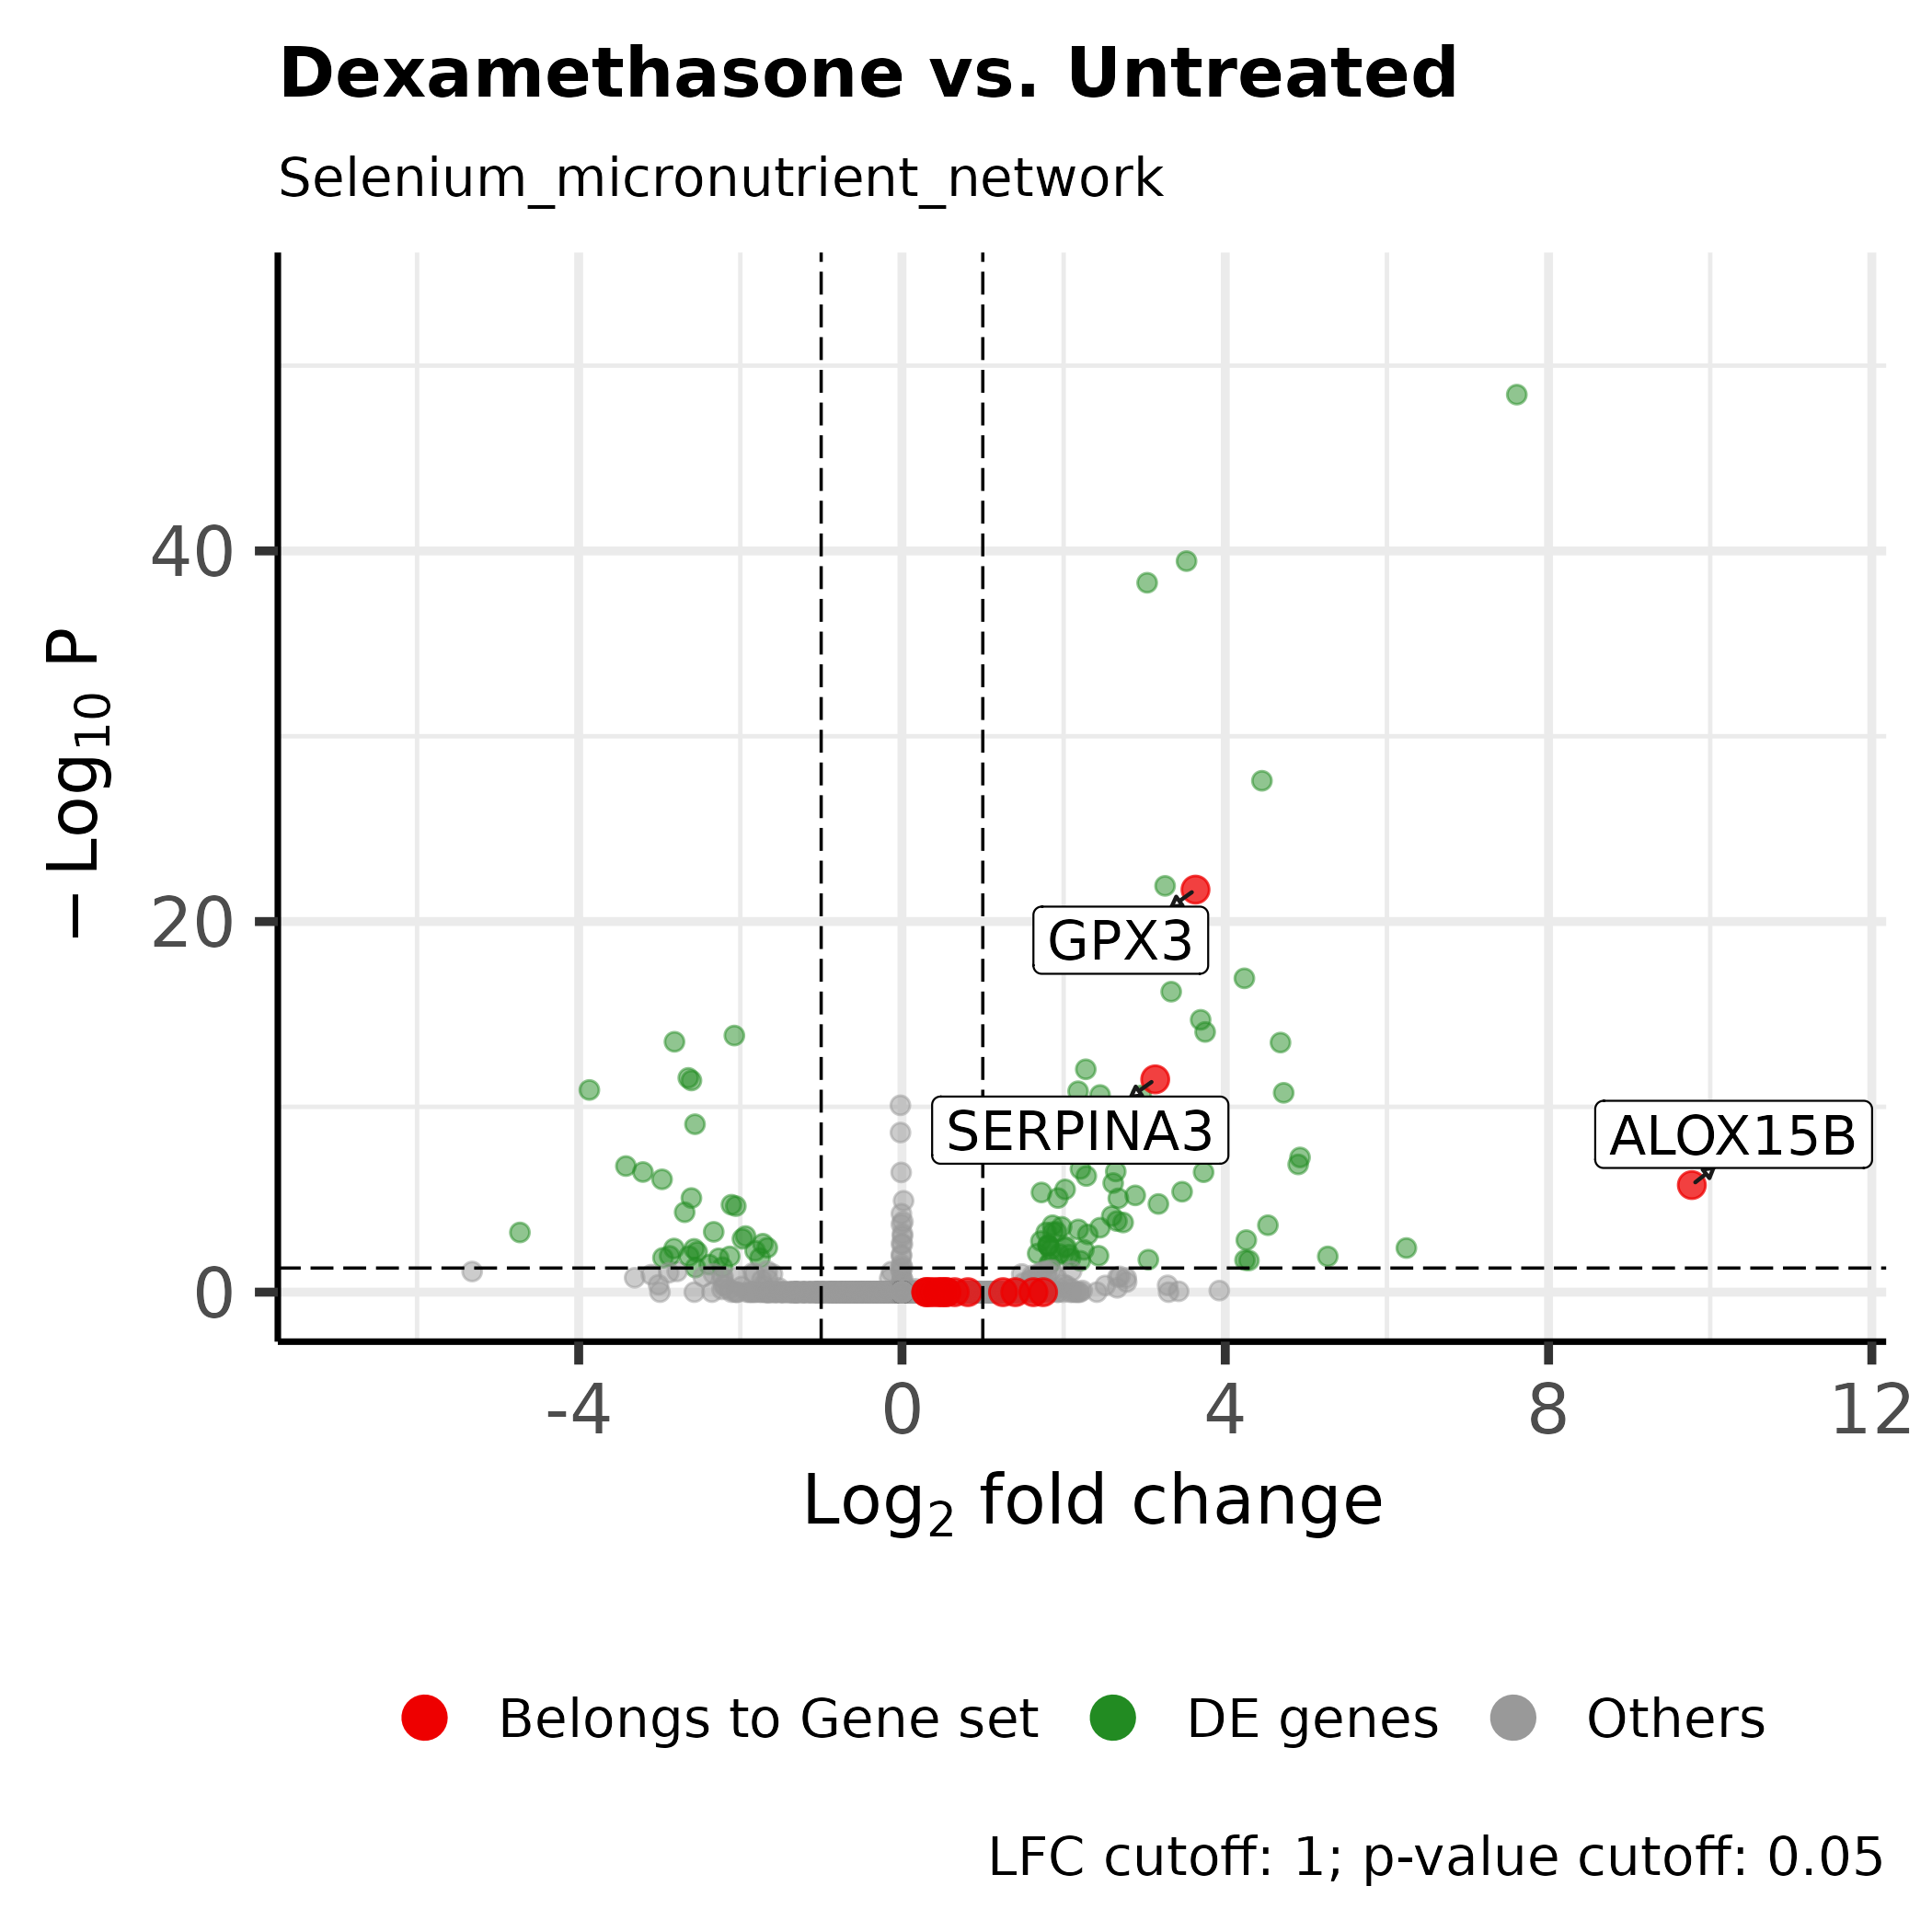 Dexamethasone vs. Untreated
Selenium_micronutrient_network
− Log10 P
40
20
0
GPX3
SERPINA3
ALOX15B
-4 0 4 8 12
Log2 fold change
Belongs to Gene set DE genes Others
LFC cutoff: 1; p-value cutoff: 0.05